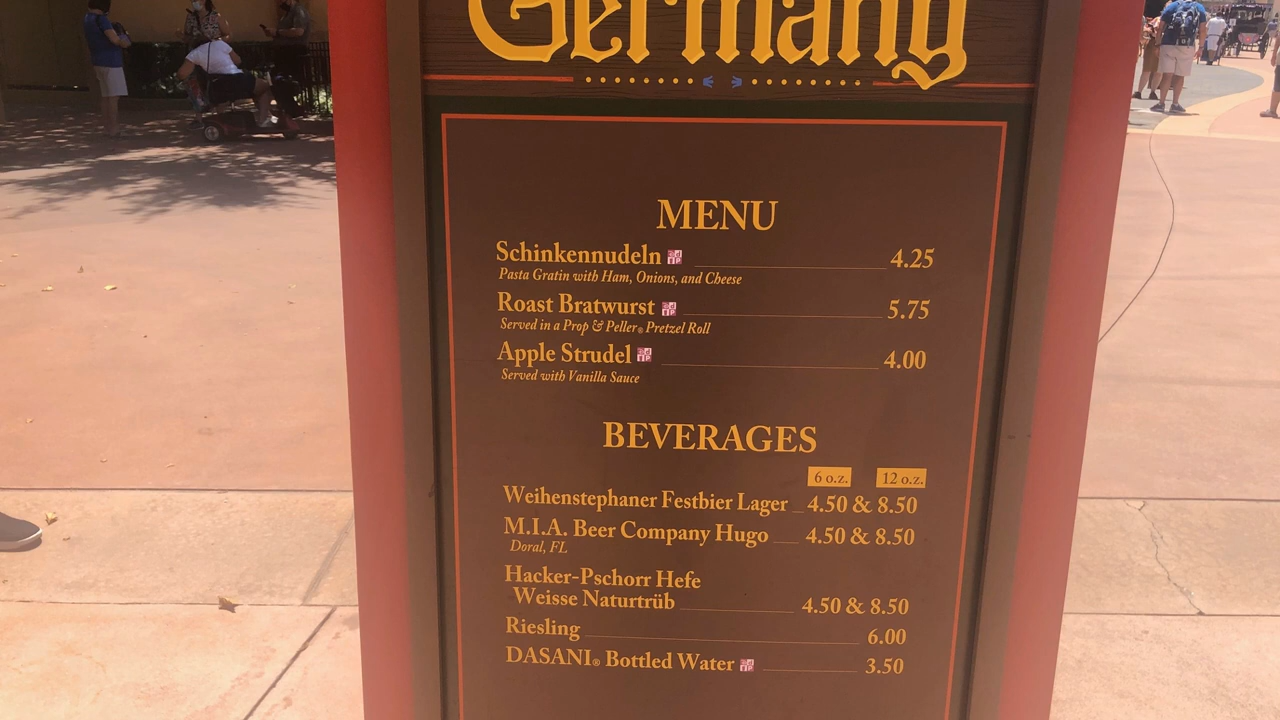 Germany
MENU
Schinkennudeln 4.25
Pasta Gratin with Ham, Onions, and Cheese
Roast Bratwurst 5.75
Served in a Prop & Peller® Pretzel Roll
Apple Strudel 4.00
Served with Vanilla Sauce
BEVERAGES
6 o.z. 12 o.z.
Weihenstephaner Festbier Lager 4.50 & 8.50
M.I.A. Beer Company Hugo 4.50 & 8.50
Doral, FL
Hacker-Pschorr Hefe
Weisse Naturtrüb 4.50 & 8.50
Riesling 6.00
DASANI® Bottled Water 3.50